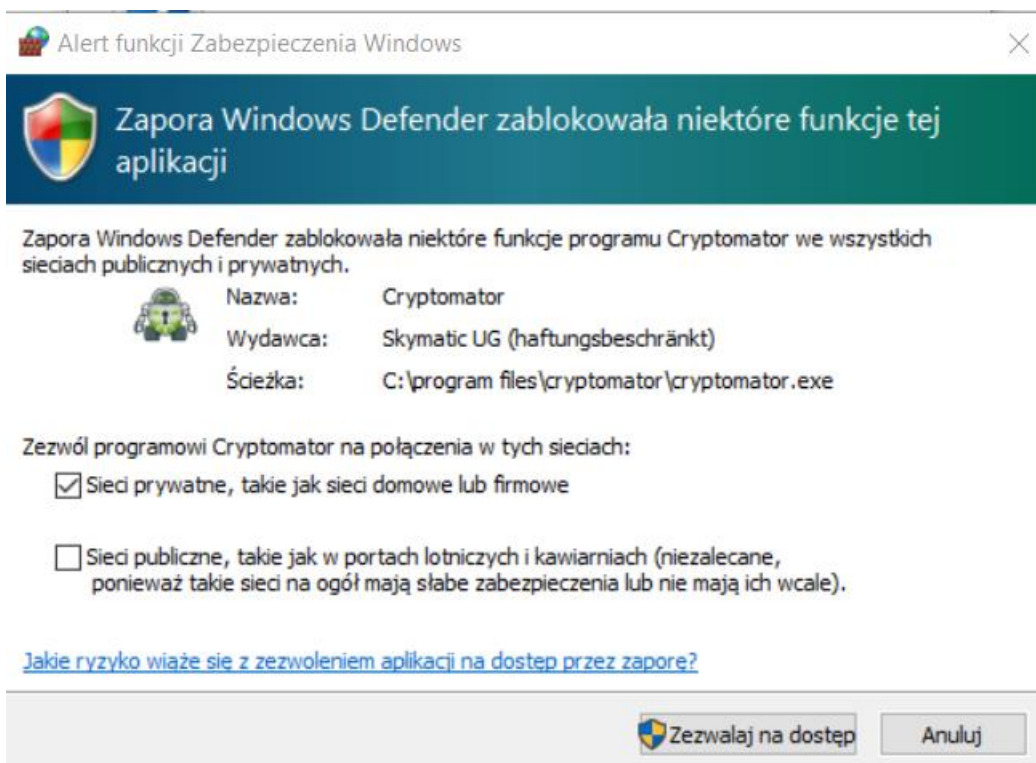 Alert funkcji Zabezpieczenia Windows
Zapora Windows Defender zablokowała niektóre funkcje tej
aplikacji
Zapora Windows Defender zablokowała niektóre funkcje programu Cryptomator we wszystkich
sieciach publicznych i prywatnych.
Nazwa: Cryptomator
Wydawca: Skymatic UG (haftungsbeschränkt)
Ścieżka: C:\program files\cryptomator\cryptomator.exe
Zezwól programowi Cryptomator na połączenia w tych sieciach:
Sieci prywatne, takie jak sieci domowe lub firmowe
Sieci publiczne, takie jak w portach lotniczych i kawiarniach (niezalecane,
ponieważ takie sieci na ogół mają słabe zabezpieczenia lub nie mają ich wcale).
Jakie ryzyko wiąże się z zezwoleniem aplikacji na dostęp przez zaporę?
Zezwalaj na dostęp Anuluj